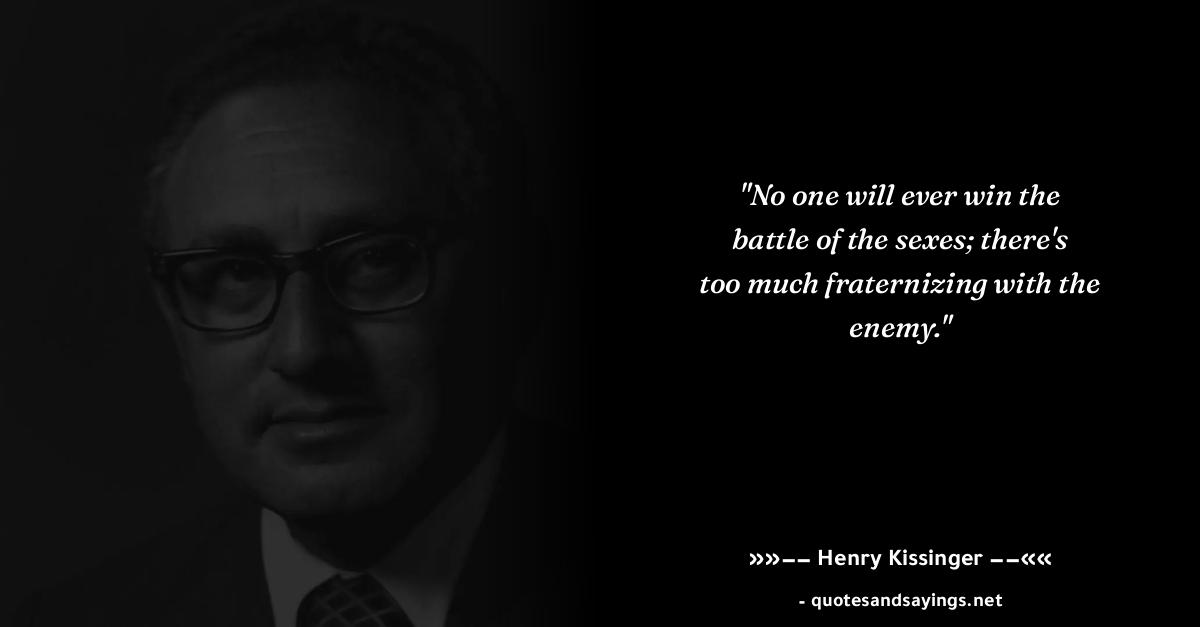 "No one will ever win the
battle of the sexes; there's
too much fraternizing with the
enemy."
»»–– Henry Kissinger ––««
- quotesandsayings.net